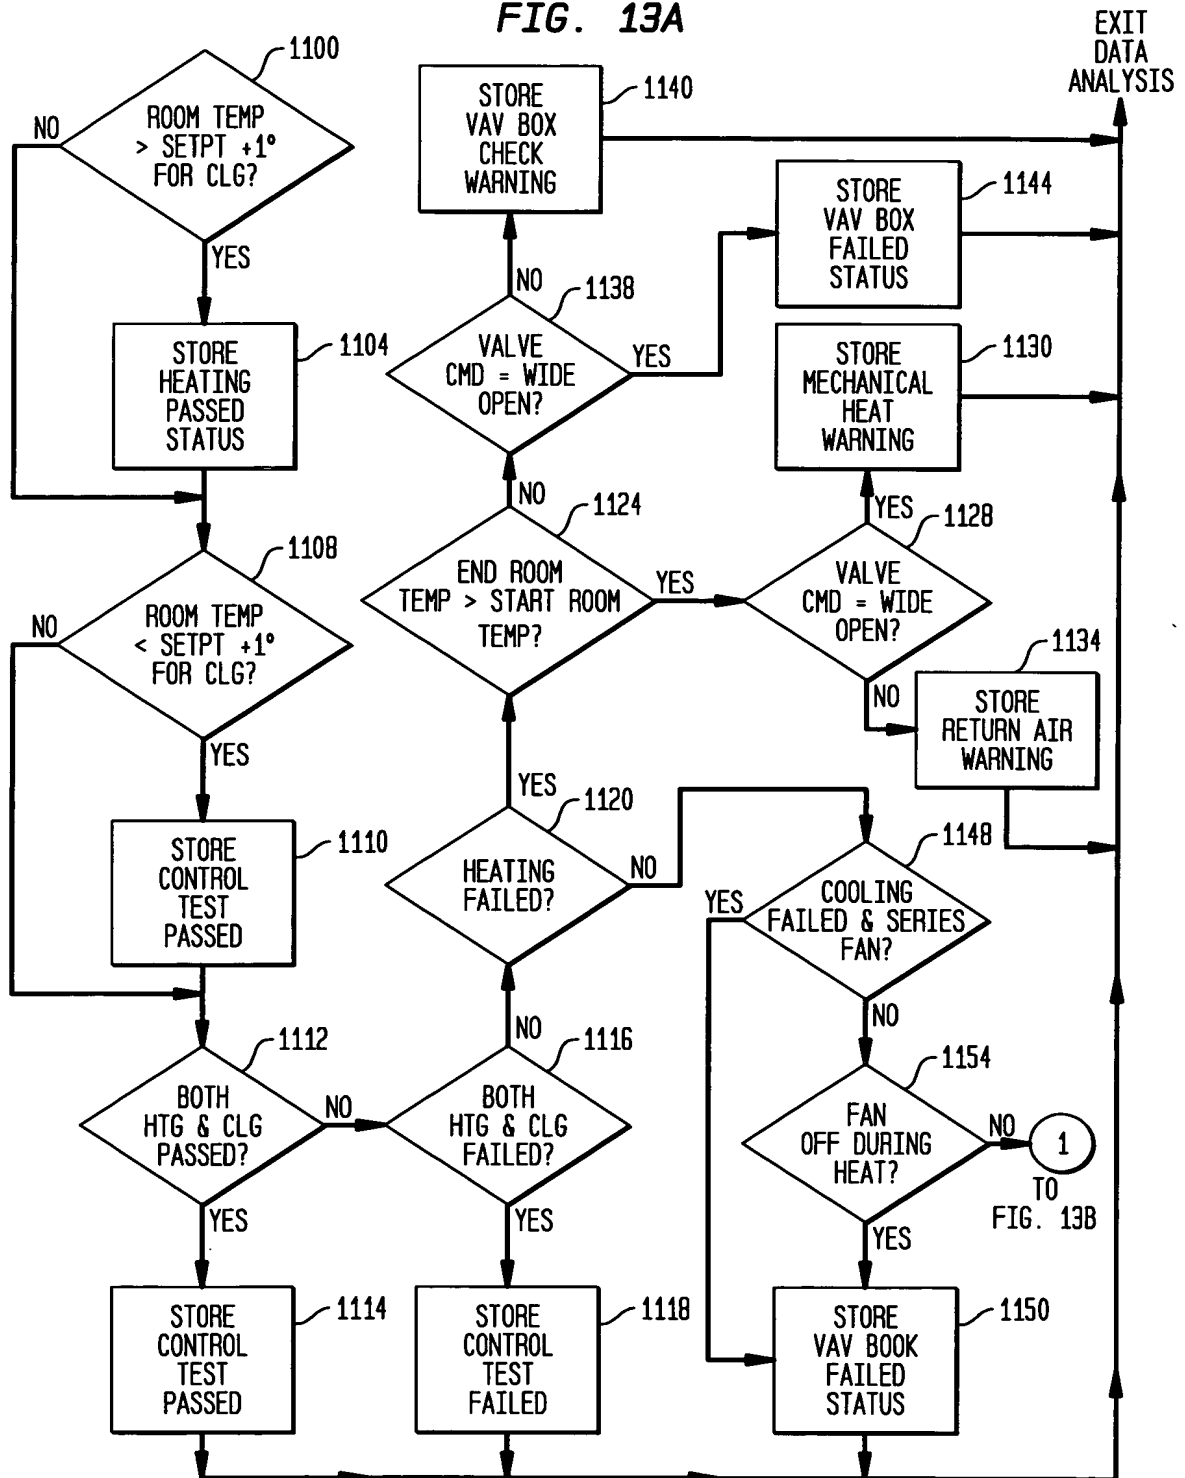 FIG. 13A
EXIT
DATA
ANALYSIS
1100
ROOM TEMP
> SETPT +1°
FOR CLG?
NO
YES
STORE
HEATING
PASSED
STATUS
1104
1108
ROOM TEMP
< SETPT +1°
FOR CLG?
NO
YES
STORE
CONTROL
TEST
PASSED
1110
1112
BOTH
HTG & CLG
PASSED?
NO
YES
STORE
CONTROL
TEST
PASSED
1114
STORE
VAV BOX
CHECK
WARNING
1140
NO
1138
VALVE
CMD = WIDE
OPEN?
YES
NO
1124
END ROOM
TEMP > START ROOM
TEMP?
YES
YES
1120
HEATING
FAILED?
NO
NO
1116
BOTH
HTG & CLG
FAILED?
YES
STORE
CONTROL
TEST
FAILED
1118
STORE
VAV BOX
FAILED
STATUS
1144
STORE
MECHANICAL
HEAT
WARNING
1130
YES
1128
VALVE
CMD = WIDE
OPEN?
NO
1134
STORE
RETURN AIR
WARNING
1148
COOLING
FAILED & SERIES
FAN?
YES
NO
1154
FAN
OFF DURING
HEAT?
NO
1
TO
FIG. 13B
YES
STORE
VAV BOOK
FAILED
STATUS
1150